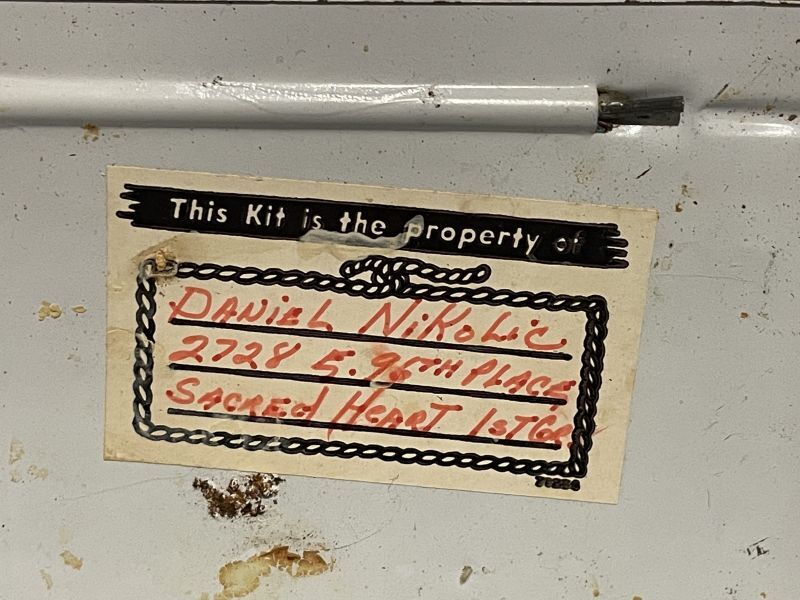 This Kit is the property of
DANIEL NIKOLIC
2728 E. 95TH PLACE
SACRED HEART 1ST GR.